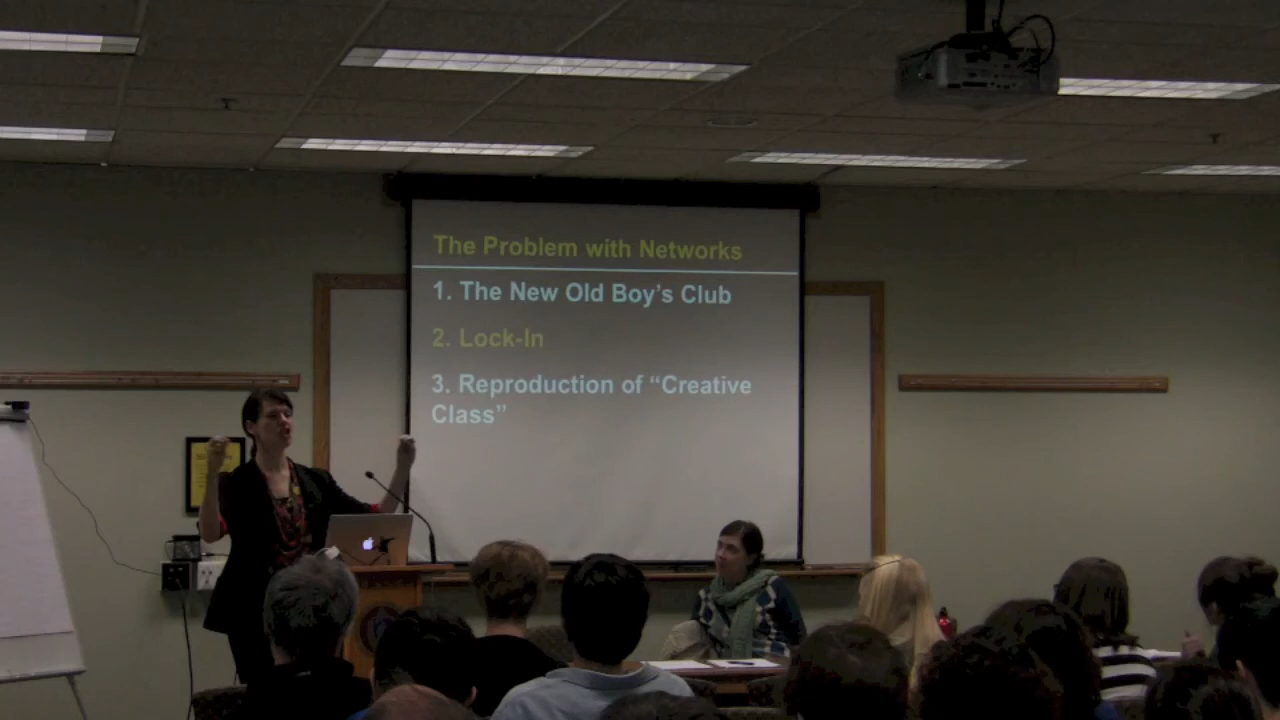 The Problem with Networks
1. The New Old Boy's Club
2. Lock-In
3. Reproduction of “Creative
Class”